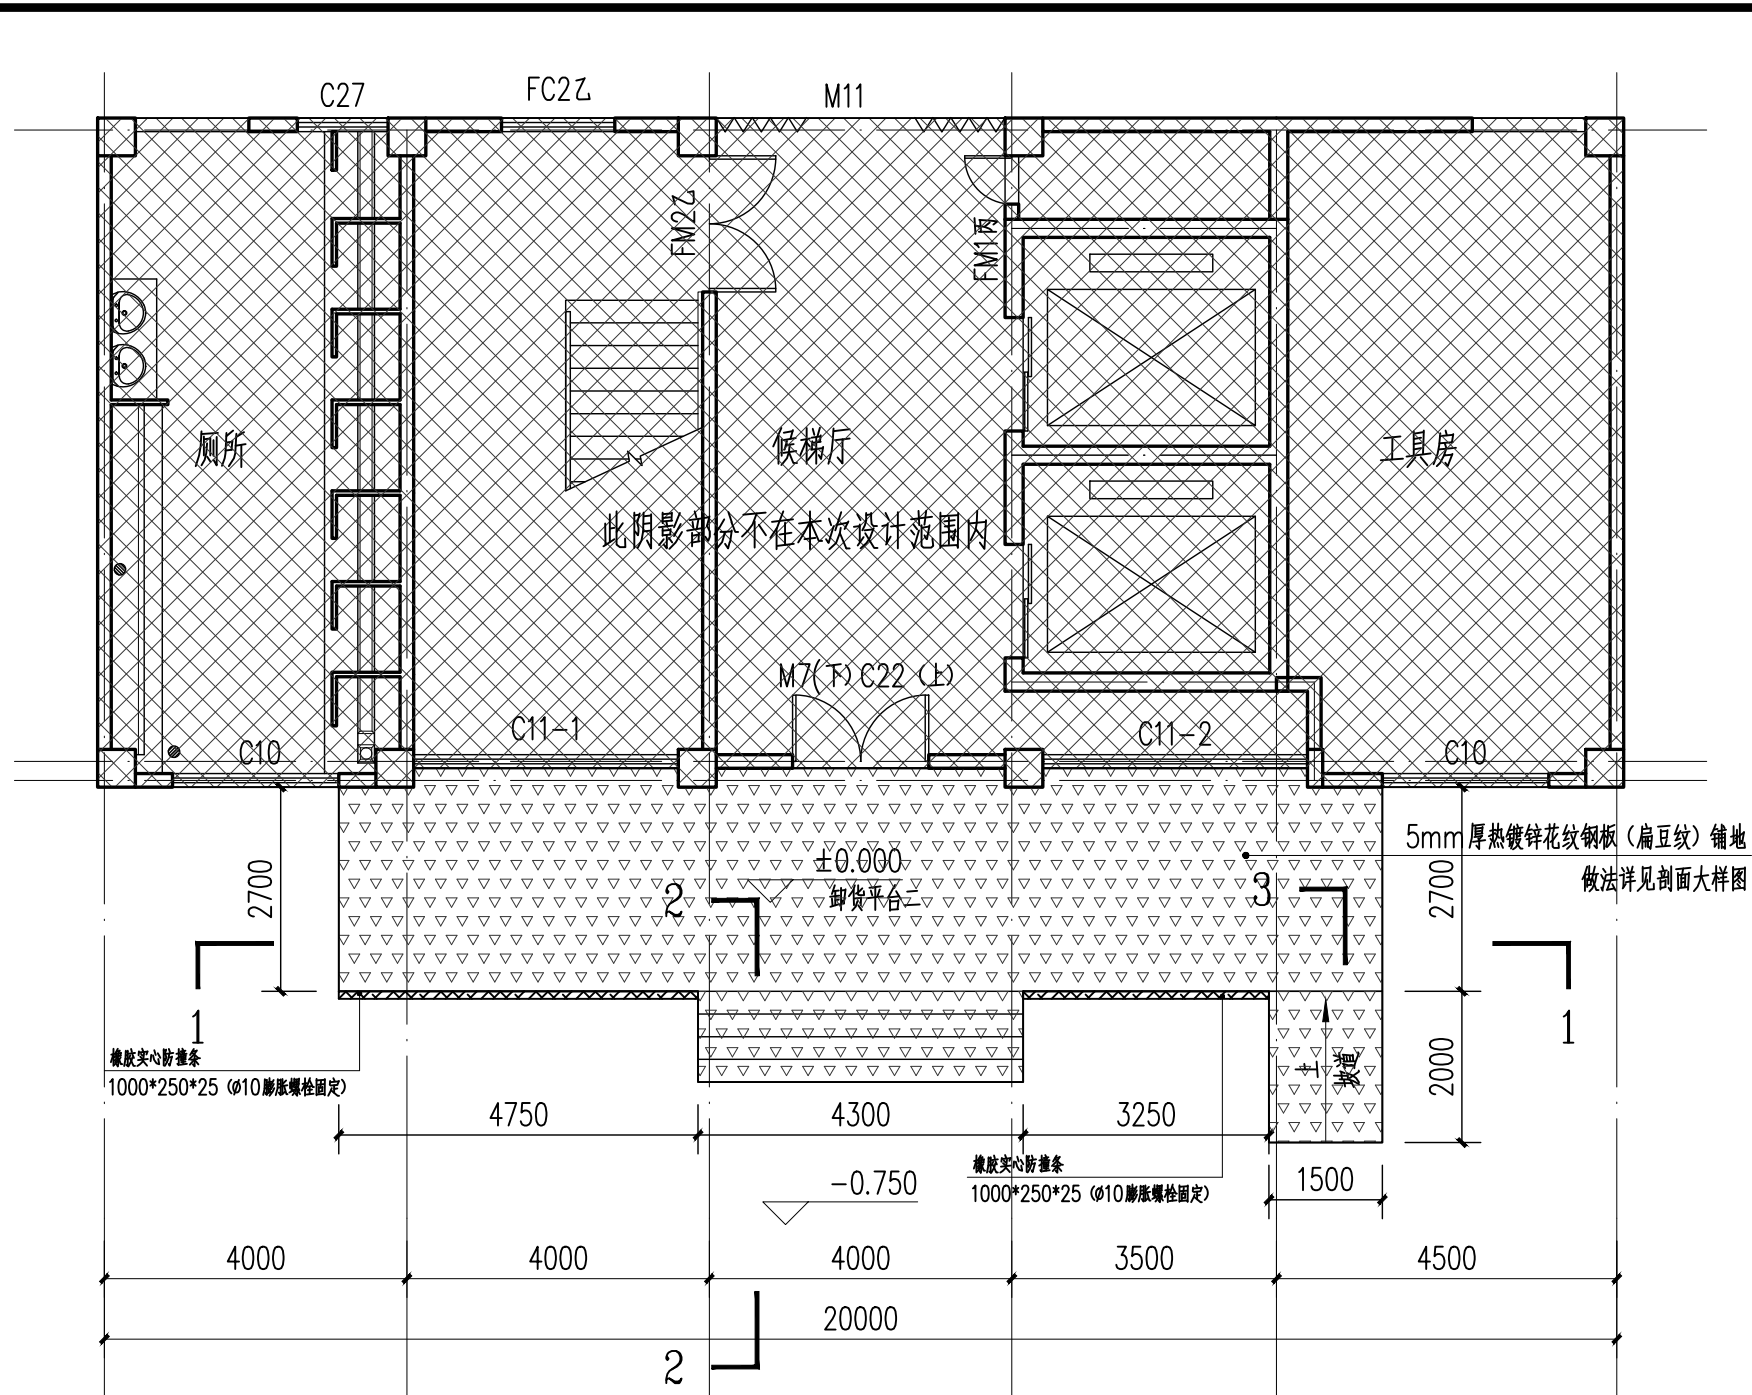 C27
FC2乙
M11
FM2乙
FM1丙
厕所
候梯厅
工具房
此阴影部分不在本次设计范围内
M7(下) C22 (上)
C10
C11-1
C11-2
C10
5mm 厚热镀锌花纹钢板（扁豆纹）铺地
做法详见剖面大样图
±0.000
卸货平台二
2700
2
3
2700
1
1
橡胶实心防撞条
1000*250*25 (Ø10膨胀螺栓固定)
上
坡道
2000
4750
4300
3250
橡胶实心防撞条
1000*250*25 (Ø10膨胀螺栓固定)
1500
-0.750
4000
4000
4000
3500
4500
20000
2